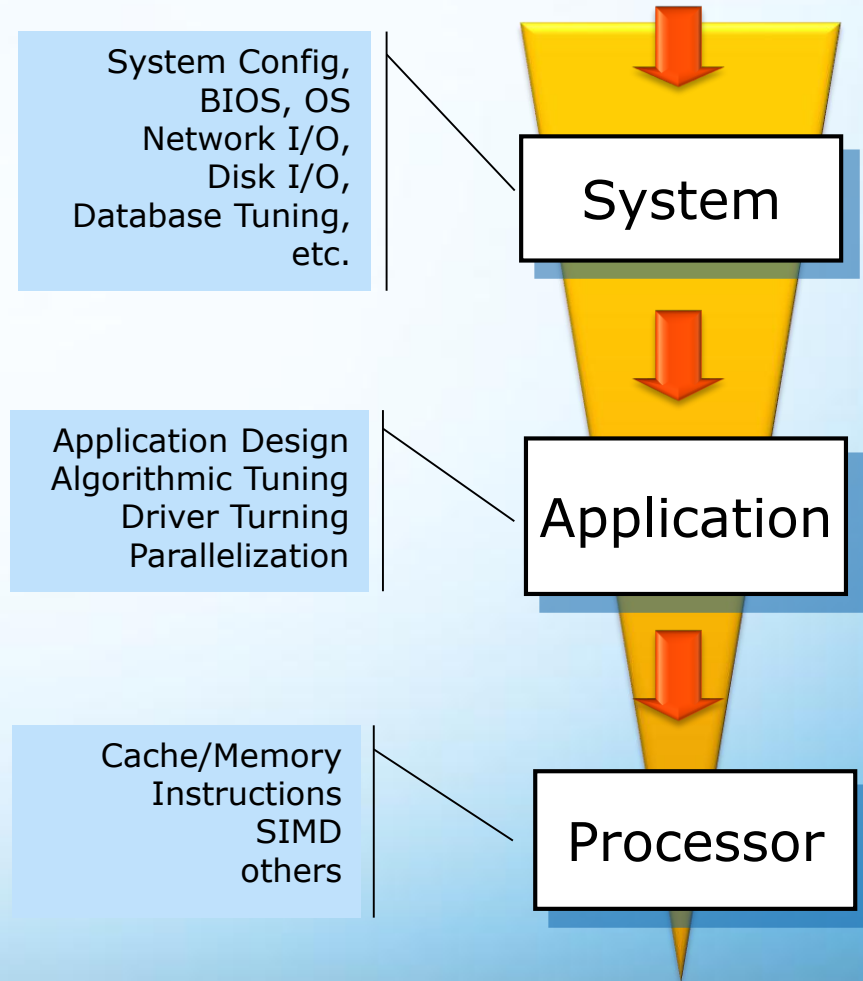 System Config,
BIOS, OS
Network I/O,
Disk I/O,
Database Tuning,
etc.
System
Application Design
Algorithmic Tuning
Driver Turning
Parallelization
Application
Cache/Memory
Instructions
SIMD
others
Processor